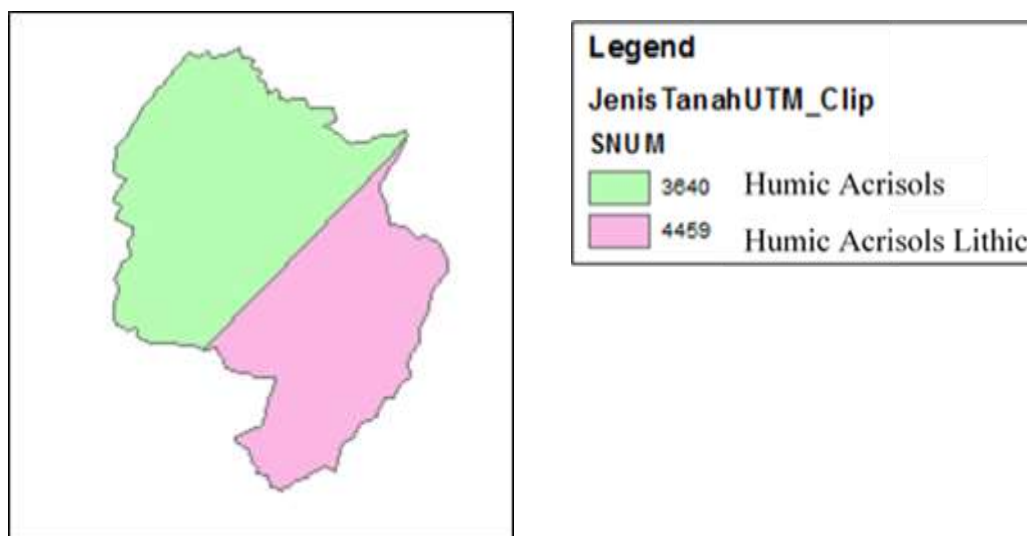 Legend
JenisTanahUTM_Clip
SNUM
3640 Humic Acrisols
4459 Humic Acrisols Lithic